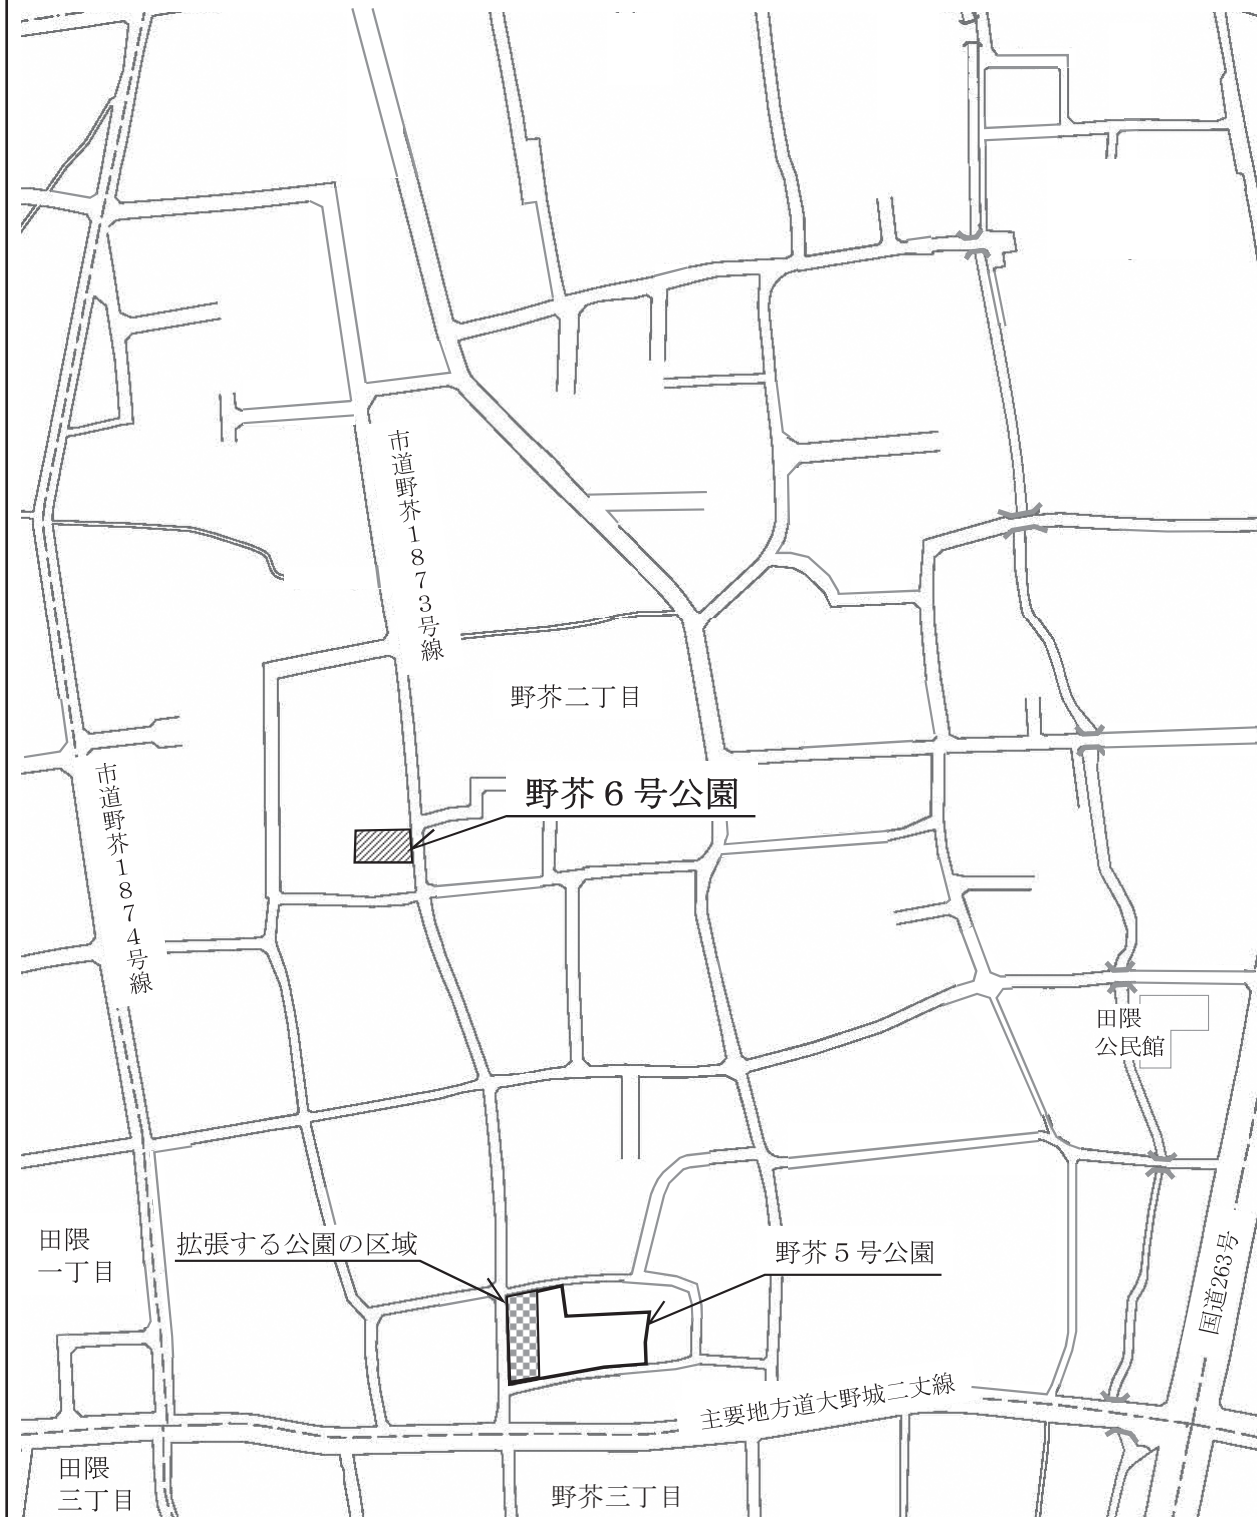 市道野芥1873号線
野芥二丁目
市道野芥1874号線
野芥6号公園
田隈
公民館
田隈
一丁目
拡張する公園の区域
野芥5号公園
国道263号
主要地方道大野城二丈線
田隈
三丁目
野芥三丁目